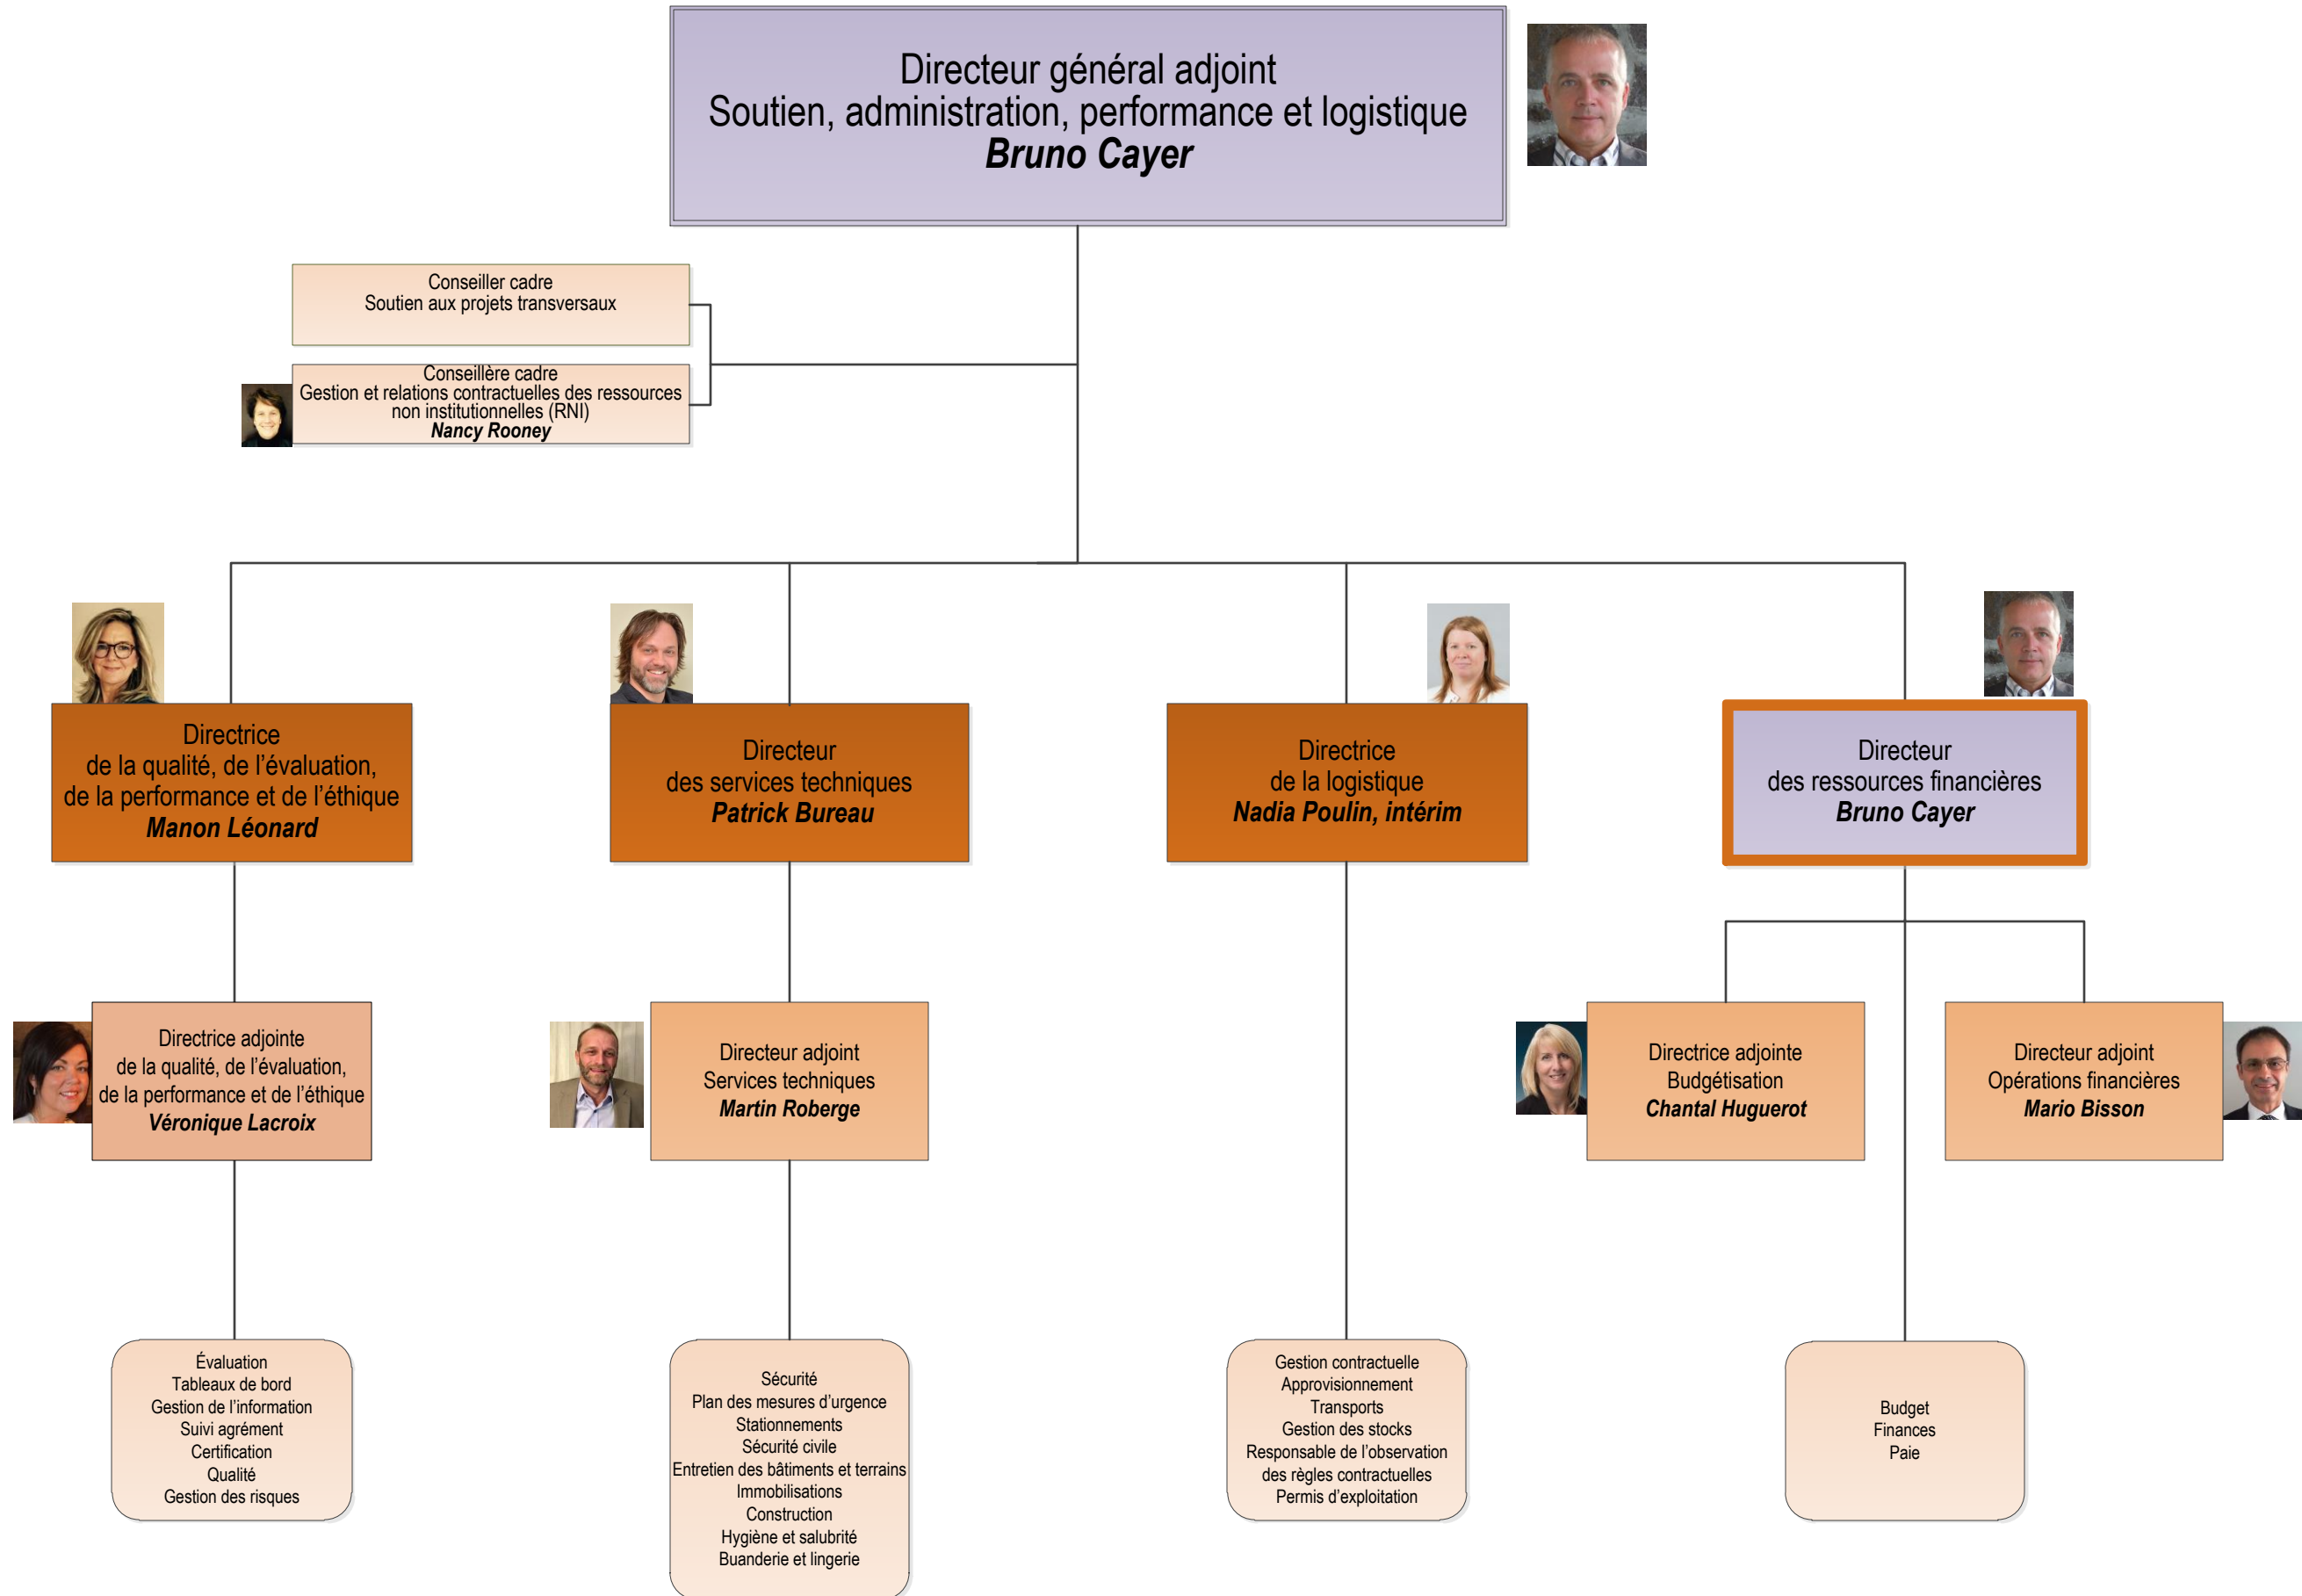 Directeur général adjoint
Soutien, administration, performance et logistique
Bruno Cayer
Conseiller cadre
Soutien aux projets transversaux
Conseillère cadre
Gestion et relations contractuelles des ressources
non institutionnelles (RNI)
Nancy Rooney
Directrice
de la qualité, de l’évaluation,
de la performance et de l’éthique
Manon Léonard
Directeur
des services techniques
Patrick Bureau
Directrice
de la logistique
Nadia Poulin, intérim
Directeur
des ressources financières
Bruno Cayer
Directrice adjointe
de la qualité, de l’évaluation,
de la performance et de l’éthique
Véronique Lacroix
Directeur adjoint
Services techniques
Martin Roberge
Directrice adjointe
Budgétisation
Chantal Huguerot
Directeur adjoint
Opérations financières
Mario Bisson
Évaluation
Tableaux de bord
Gestion de l’information
Suivi agrément
Certification
Qualité
Gestion des risques
Sécurité
Plan des mesures d’urgence
Stationnements
Sécurité civile
Entretien des bâtiments et terrains
Immobilisations
Construction
Hygiène et salubrité
Buanderie et lingerie
Gestion contractuelle
Approvisionnement
Transports
Gestion des stocks
Responsable de l’observation
des règles contractuelles
Permis d’exploitation
Budget
Finances
Paie